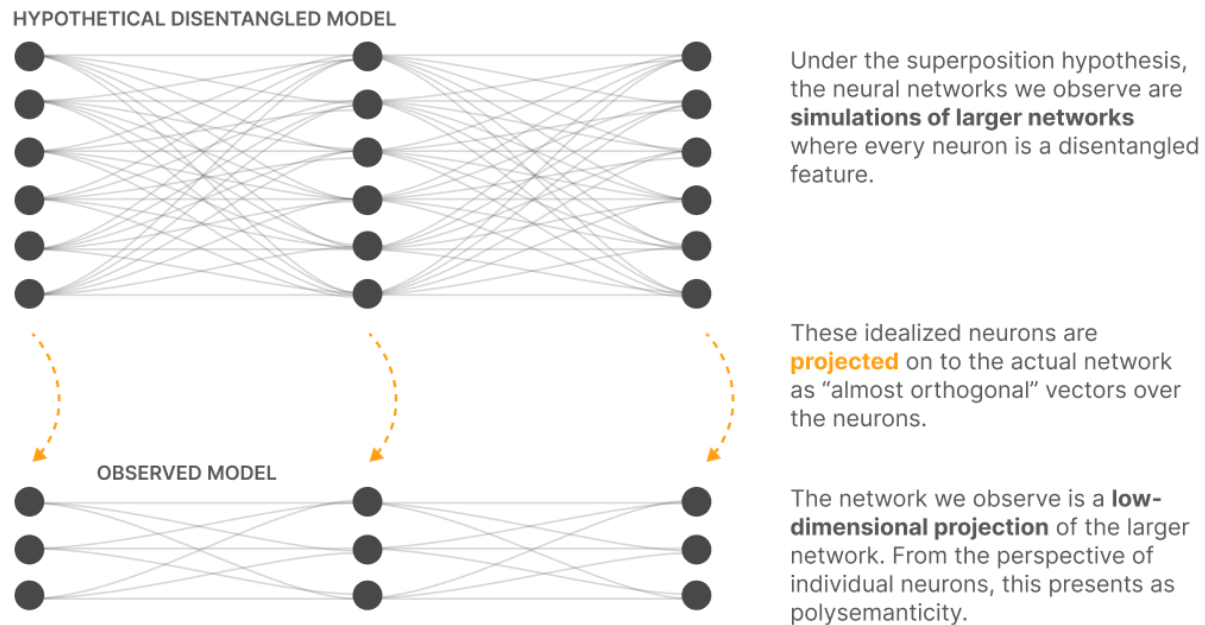 HYPOTHETICAL DISENTANGLED MODEL
Under the superposition hypothesis,
the neural networks we observe are
simulations of larger networks
where every neuron is a disentangled
feature.
These idealized neurons are
projected on to the actual network
as “almost orthogonal” vectors over
the neurons.
OBSERVED MODEL
The network we observe is a low-
dimensional projection of the larger
network. From the perspective of
individual neurons, this presents as
polysemanticity.